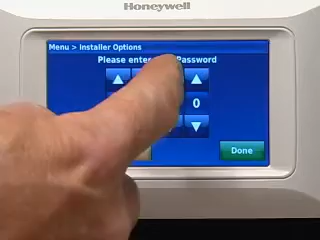 Honeywell
Menu > Installer Options
Please enter Password
0
Done